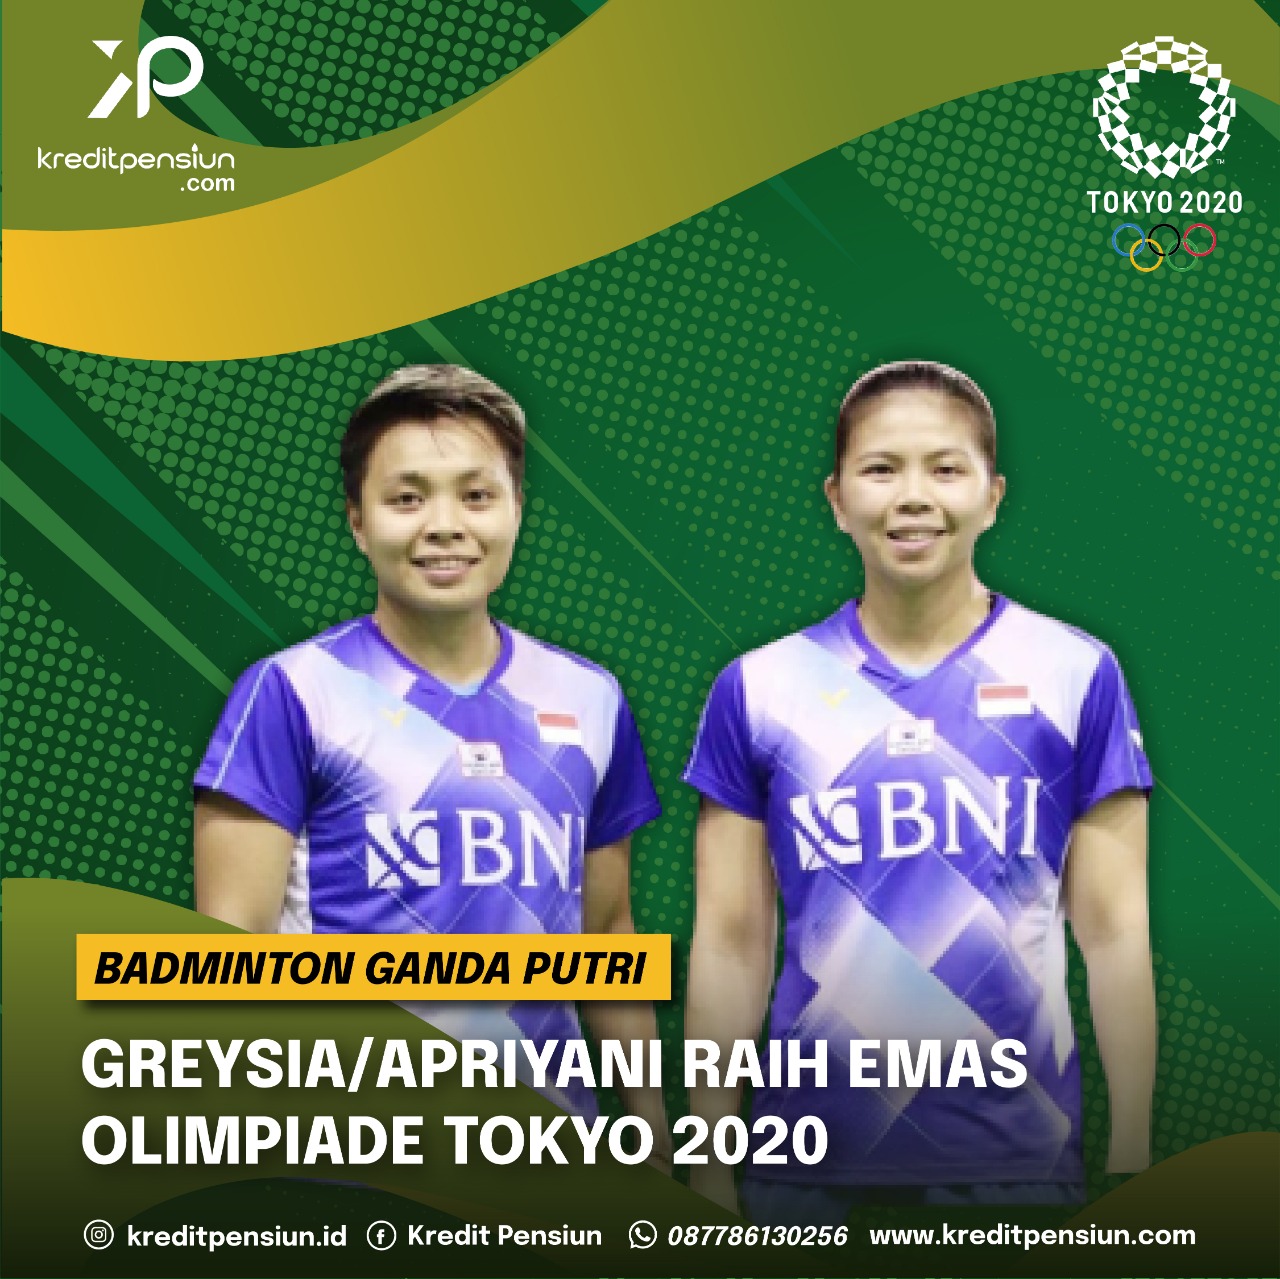 kreditpensiun
.com
TOKYO 2020
BNI
BNI
BADMINTON GANDA PUTRI
GREYSIA/APRIYANI RAIH EMAS
OLIMPIADE TOKYO 2020
kreditpensiun.id Kredit Pensiun 087786130256 www.kreditpensiun.com